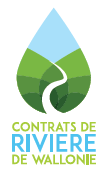 CONTRATS DE
RIVIERE
DE WALLONIE